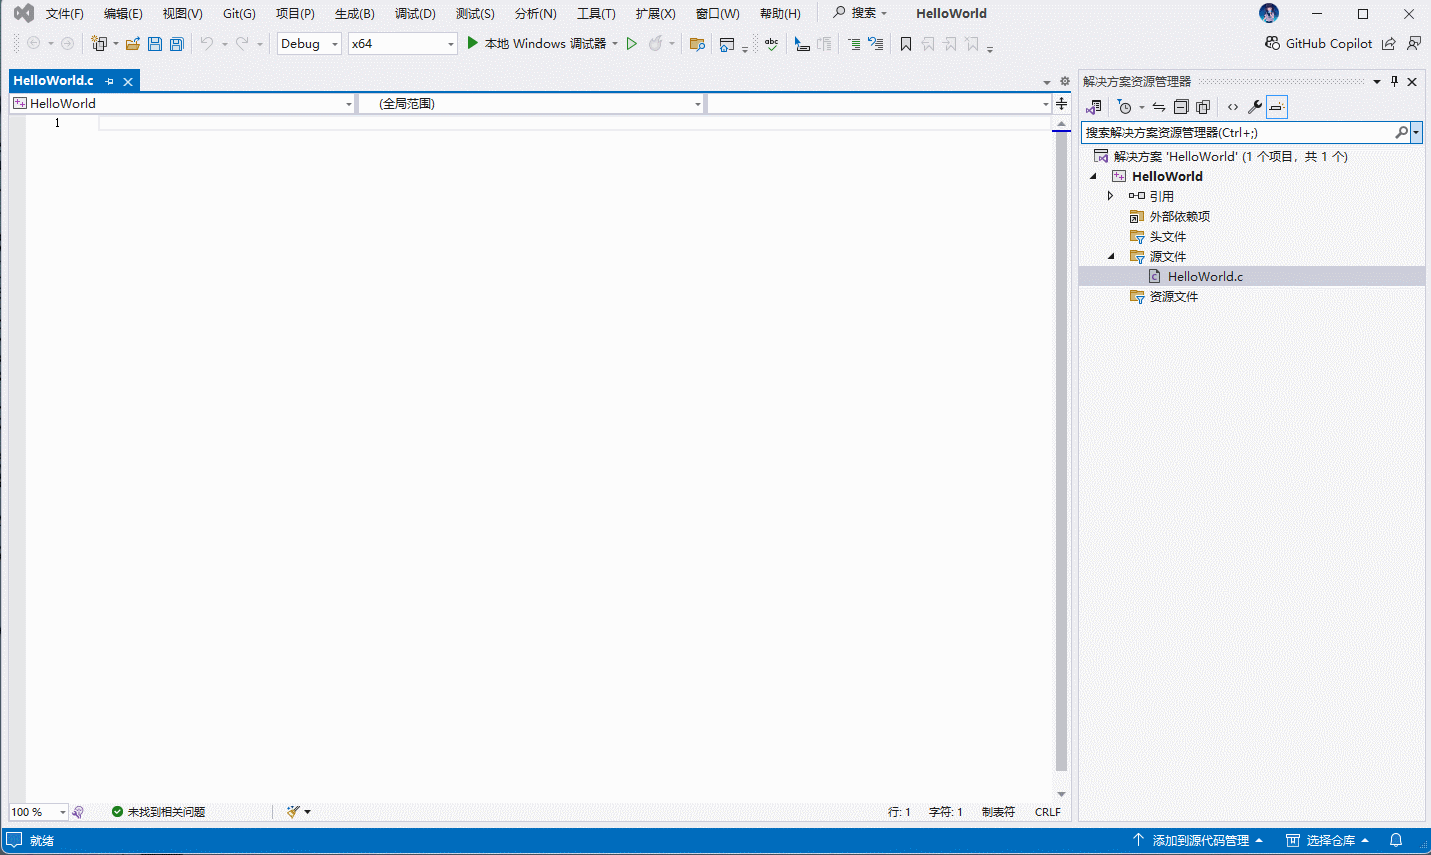 文件(F) 编辑(E) 视图(V) Git(G) 项目(P) 生成(B) 调试(D) 测试(S) 分析(N) 工具(T) 扩展(X) 窗口(W) 帮助(H) 搜索 HelloWorld
Debug x64 本地 Windows 调试器 abc GitHub Copilot
HelloWorld.c
HelloWorld (全局范围)
1
解决方案资源管理器
搜索解决方案资源管理器(Ctrl+;)
解决方案 'HelloWorld' (1 个项目，共 1 个)
HelloWorld
引用
外部依赖项
头文件
源文件
HelloWorld.c
资源文件
100 % 未找到相关问题 行: 1 字符: 1 制表符 CRLF
就绪 添加到源代码管理 选择仓库